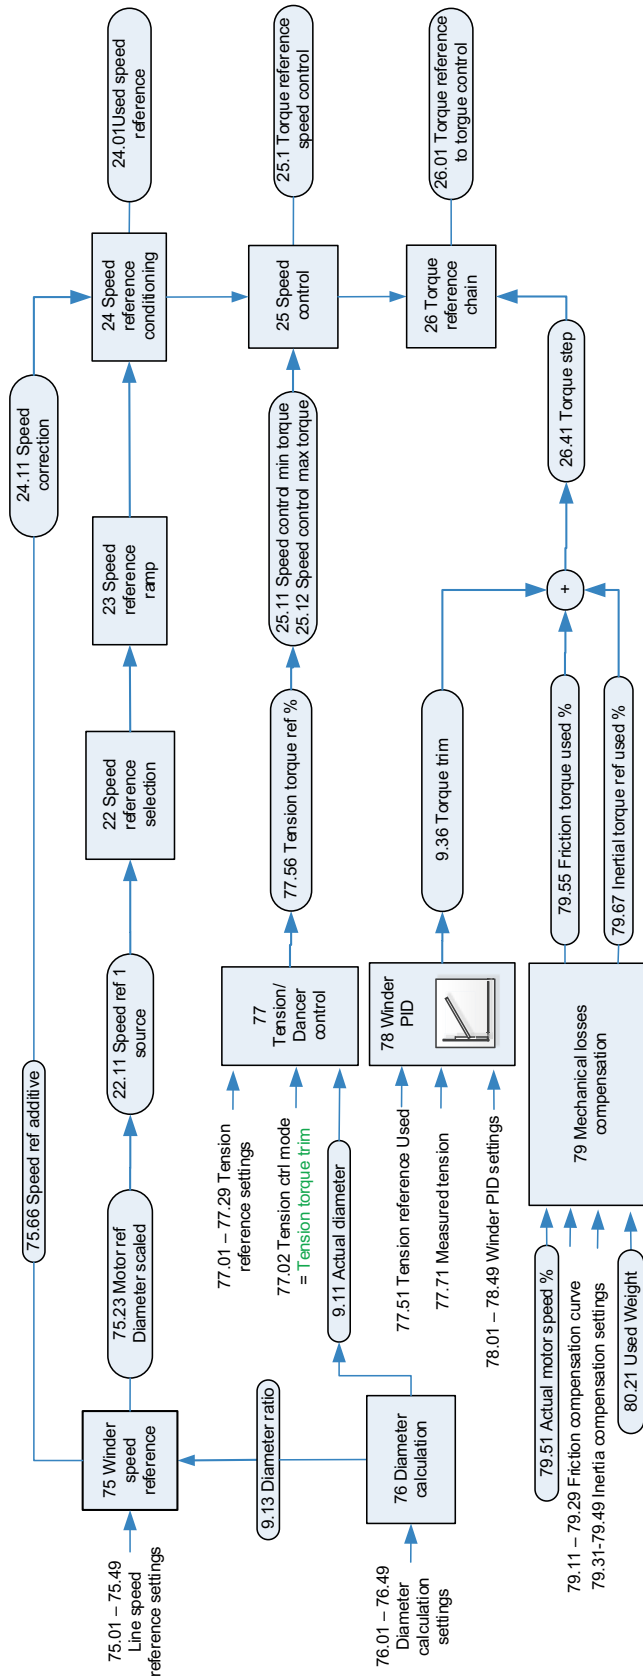 75.01 – 75.49
Line speed
reference settings
75 Winder
speed
reference
75.66 Speed ref additive
24.11 Speed
correction
75.23 Motor ref
Diameter scaled
22.11 Speed ref 1
source
22 Speed
reference
selection
23 Speed
reference
ramp
24 Speed
reference
conditioning
24.01Used speed
reference
9.13 Diameter ratio
76.01 – 76.49
Diameter
calculation
settings
76 Diameter
calculation
77.01 – 77.29 Tension
reference settings
77.02 Tension ctrl mode
= Tension torque trim
9.11 Actual diameter
77
Tension/
Dancer
control
77.56 Tension torque ref %
25.11 Speed control min torque
25.12 Speed control max torque
25 Speed
control
25.1 Torque reference
speed control
77.51 Tension reference Used
77.71 Measured tension
78.01 – 78.49 Winder PID settings
78 Winder
PID
9.36 Torque trim
26 Torque
reference
chain
26.01 Torque reference
to torgue control
79.51 Actual motor speed %
79.11 – 79.29 Friction compensation curve
79.31-79.49 Inertia compensation settings
80.21 Used Weight
79 Mechanical losses
compensation
79.55 Friction torque used %
79.67 Inertial torque ref used %
+
26.41 Torque step